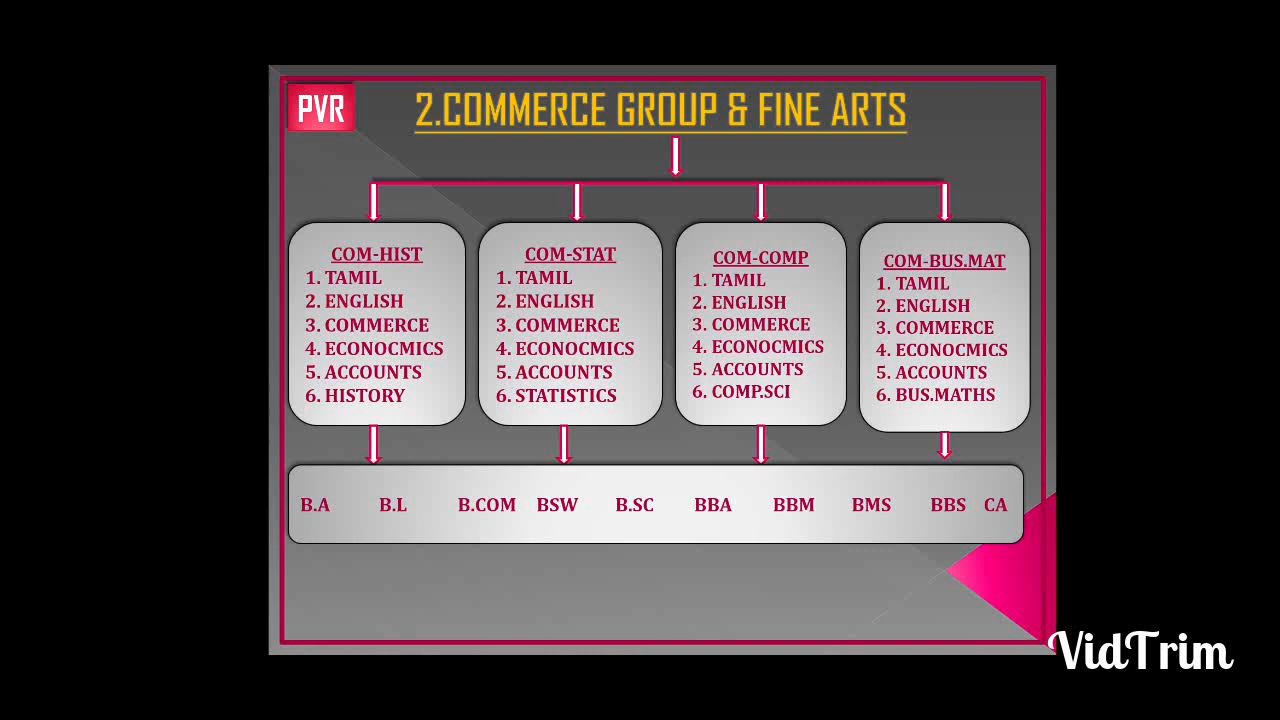 PVR
2.COMMERCE GROUP & FINE ARTS
COM-HIST
1. TAMIL
2. ENGLISH
3. COMMERCE
4. ECONOCMICS
5. ACCOUNTS
6. HISTORY
COM-STAT
1. TAMIL
2. ENGLISH
3. COMMERCE
4. ECONOCMICS
5. ACCOUNTS
6. STATISTICS
COM-COMP
1. TAMIL
2. ENGLISH
3. COMMERCE
4. ECONOCMICS
5. ACCOUNTS
6. COMP.SCI
COM-BUS.MAT
1. TAMIL
2. ENGLISH
3. COMMERCE
4. ECONOCMICS
5. ACCOUNTS
6. BUS.MATHS
B.A B.L B.COM BSW B.SC BBA BBM BMS BBS CA
VidTrim